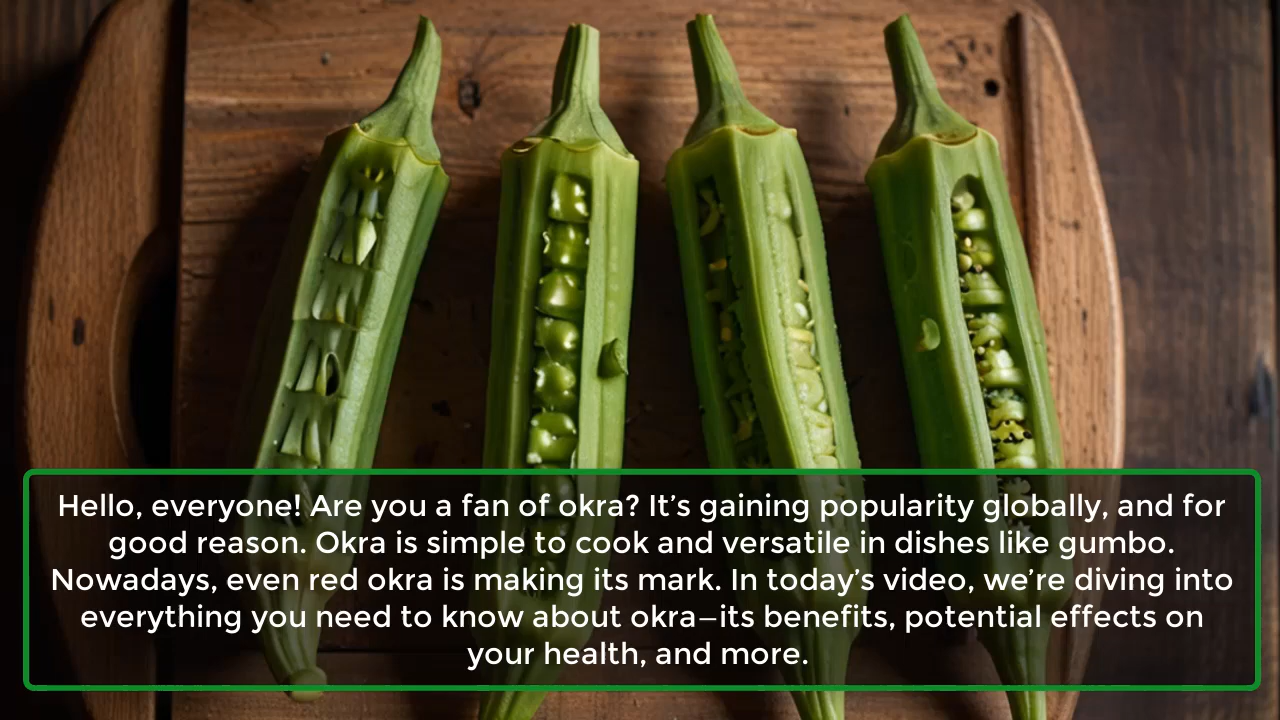 Hello, everyone! Are you a fan of okra? It’s gaining popularity globally, and for
good reason. Okra is simple to cook and versatile in dishes like gumbo.
Nowadays, even red okra is making its mark. In today’s video, we’re diving into
everything you need to know about okra—its benefits, potential effects on
your health, and more.